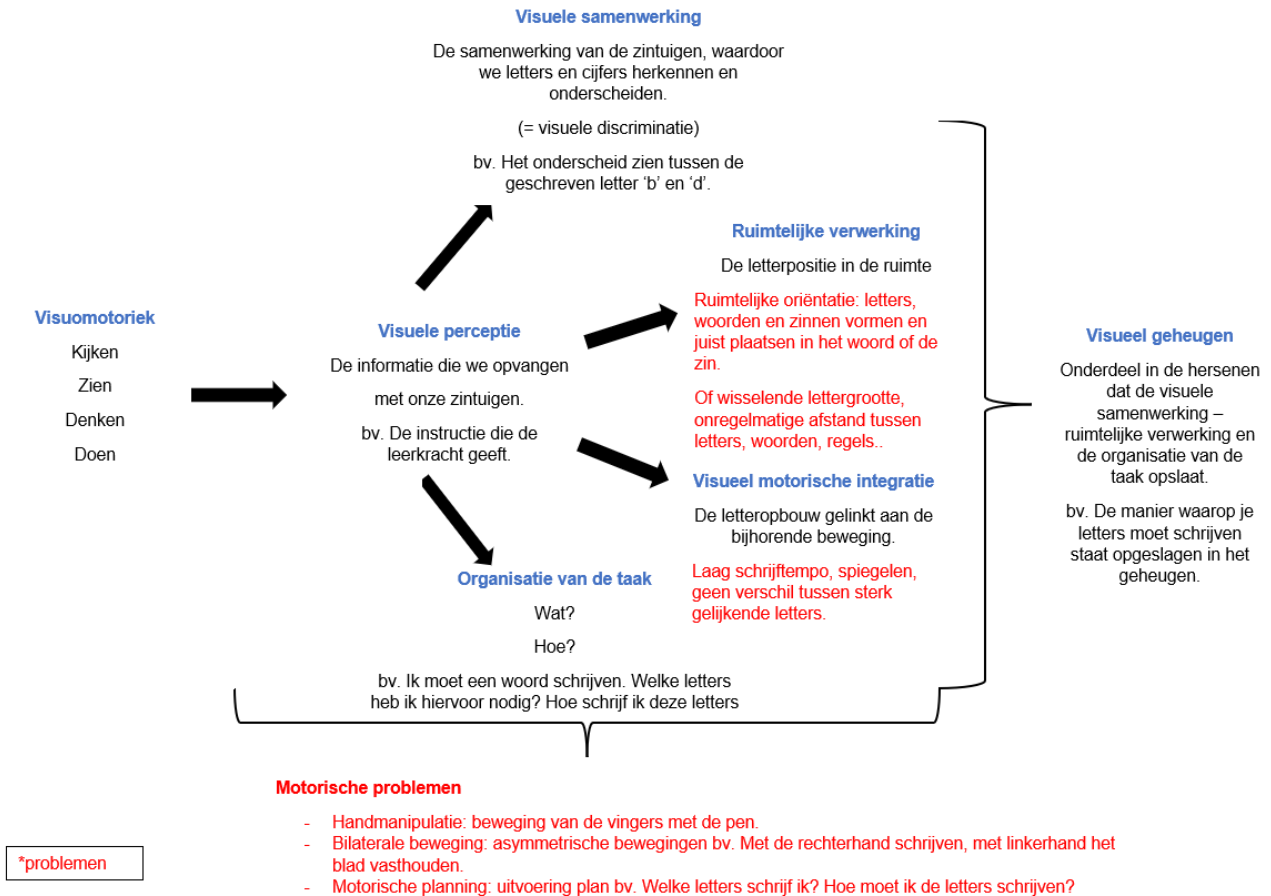 Visuele samenwerking
De samenwerking van de zintuigen, waardoor
we letters en cijfers herkennen en
onderscheiden.
(= visuele discriminatie)
bv. Het onderscheid zien tussen de
geschreven letter ‘b’ en ‘d’.
Visuomotoriek
Kijken
Zien
Denken
Doen
Visuele perceptie
De informatie die we opvangen
met onze zintuigen.
bv. De instructie die de
leerkracht geeft.
Ruimtelijke verwerking
De letterpositie in de ruimte
Ruimtelijke oriëntatie: letters,
woorden en zinnen vormen en
juist plaatsen in het woord of de
zin.
Of wisselende lettergrootte,
onregelmatige afstand tussen
letters, woorden, regels..
Visueel motorische integratie
De letteropbouw gelinkt aan de
bijhorende beweging.
Laag schrijftempo, spiegelen,
geen verschil tussen sterk
gelijkende letters.
Organisatie van de taak
Wat?
Hoe?
bv. Ik moet een woord schrijven. Welke letters
heb ik hiervoor nodig? Hoe schrijf ik deze letters
Visueel geheugen
Onderdeel in de hersenen
dat de visuele
samenwerking –
ruimtelijke verwerking en
de organisatie van de
taak opslaat.
bv. De manier waarop je
letters moet schrijven
staat opgeslagen in het
geheugen.
Motorische problemen
- Handmanipulatie: beweging van de vingers met de pen.
- Bilaterale beweging: asymmetrische bewegingen bv. Met de rechterhand schrijven, met linkerhand het
blad vasthouden.
- Motorische planning: uitvoering plan bv. Welke letters schrijf ik? Hoe moet ik de letters schrijven?
*problemen